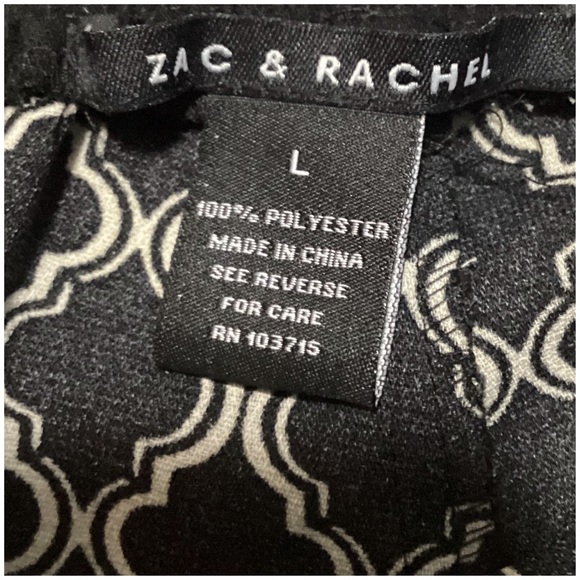 ZAC & RACHEL
L
100% POLYESTER
MADE IN CHINA
SEE REVERSE
FOR CARE
RN 103715